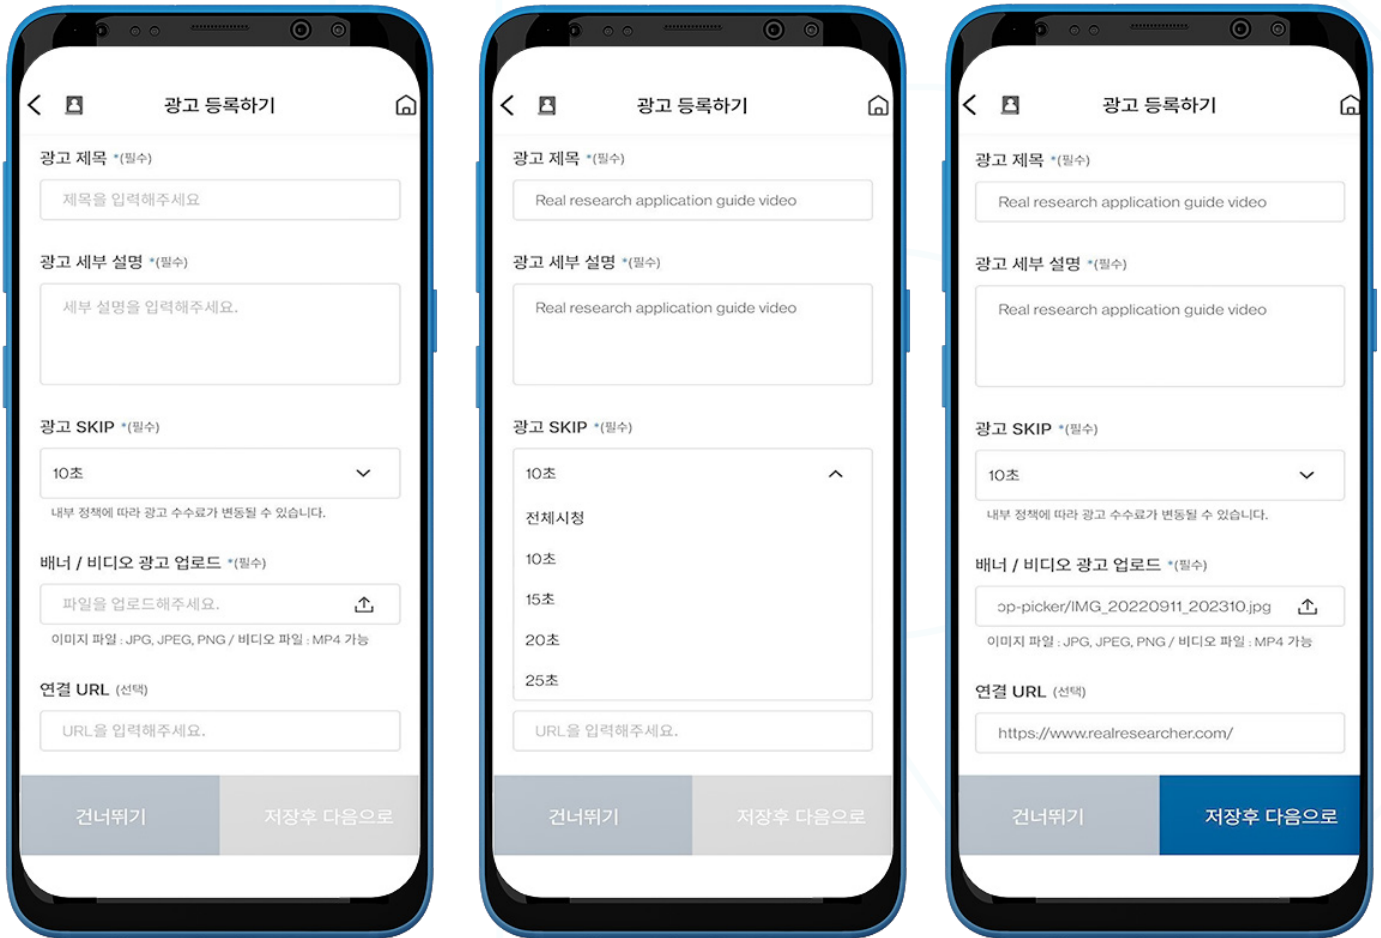 광고 등록하기
광고 제목 *(필수)
제목을 입력해주세요
광고 세부 설명 *(필수)
세부 설명을 입력해주세요.
광고 SKIP *(필수)
10초
내부 정책에 따라 광고 수수료가 변동될 수 있습니다.
배너 / 비디오 광고 업로드 *(필수)
파일을 업로드해주세요.
이미지 파일 : JPG, JPEG, PNG / 비디오 파일 : MP4 가능
연결 URL (선택)
URL을 입력해주세요.
건너뛰기
저장후 다음으로
광고 등록하기
광고 제목 *(필수)
Real research application guide video
광고 세부 설명 *(필수)
Real research application guide video
광고 SKIP *(필수)
10초
전체시청
10초
15초
20초
25초
URL을 입력해주세요.
건너뛰기
저장후 다음으로
광고 등록하기
광고 제목 *(필수)
Real research application guide video
광고 세부 설명 *(필수)
Real research application guide video
광고 SKIP *(필수)
10초
내부 정책에 따라 광고 수수료가 변동될 수 있습니다.
배너 / 비디오 광고 업로드 *(필수)
op-picker/IMG_20220911_202310.jpg
이미지 파일 : JPG, JPEG, PNG / 비디오 파일 : MP4 가능
연결 URL (선택)
https://www.realresearcher.com/
건너뛰기
저장후 다음으로